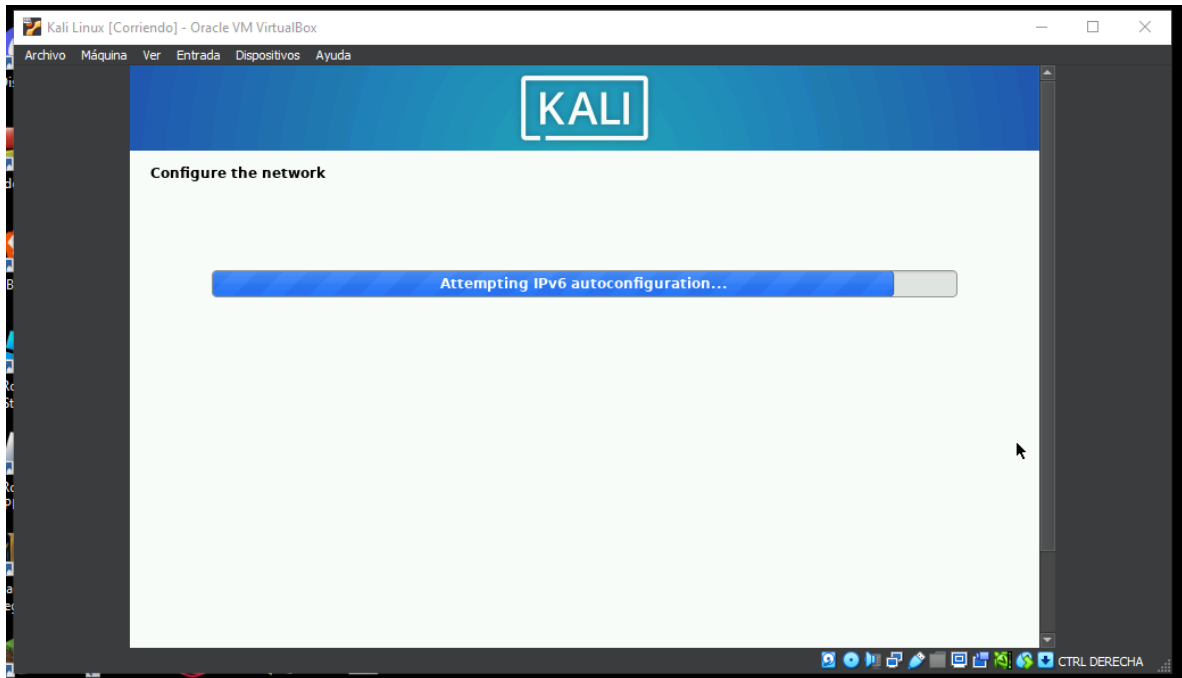 Kali Linux [Corriendo] - Oracle VM VirtualBox
Archivo Máquina Ver Entrada Dispositivos Ayuda
KALI
Configure the network
Attempting IPv6 autoconfiguration...
CTRL DERECHA